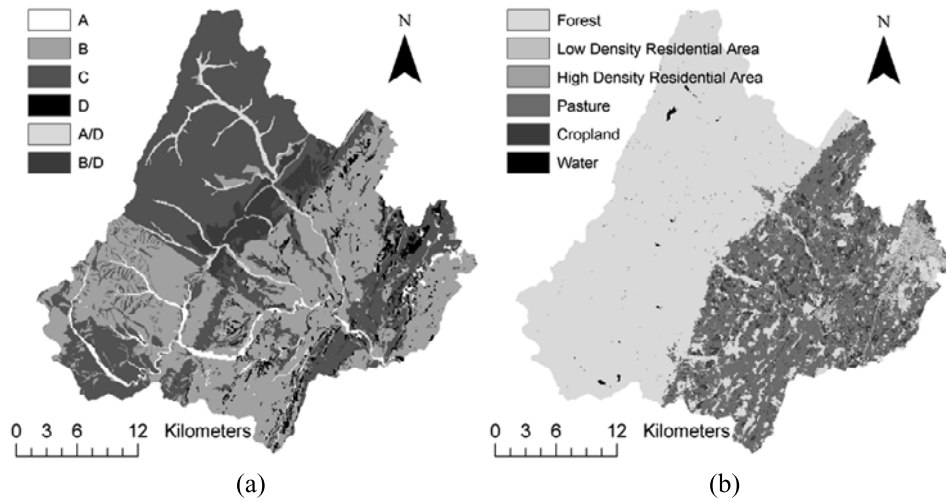 A
B
C
D
A/D
B/D
N
0 3 6 12 Kilometers
(a)
Forest
Low Density Residential Area
High Density Residential Area
Pasture
Cropland
Water
N
0 3 6 12 Kilometers
(b)